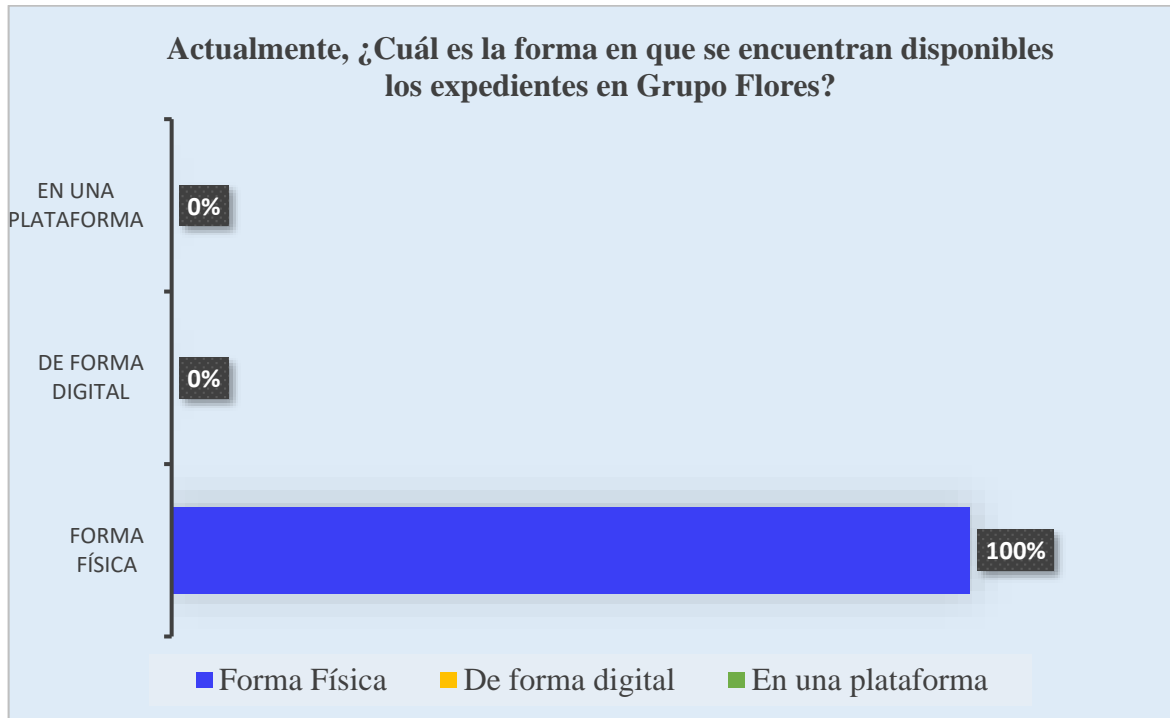 Actualmente, ¿Cuál es la forma en que se encuentran disponibles
los expedientes en Grupo Flores?
EN UNA
PLATAFORMA
0%
DE FORMA
DIGITAL
0%
FORMA
FÍSICA
100%
Forma Física De forma digital En una plataforma